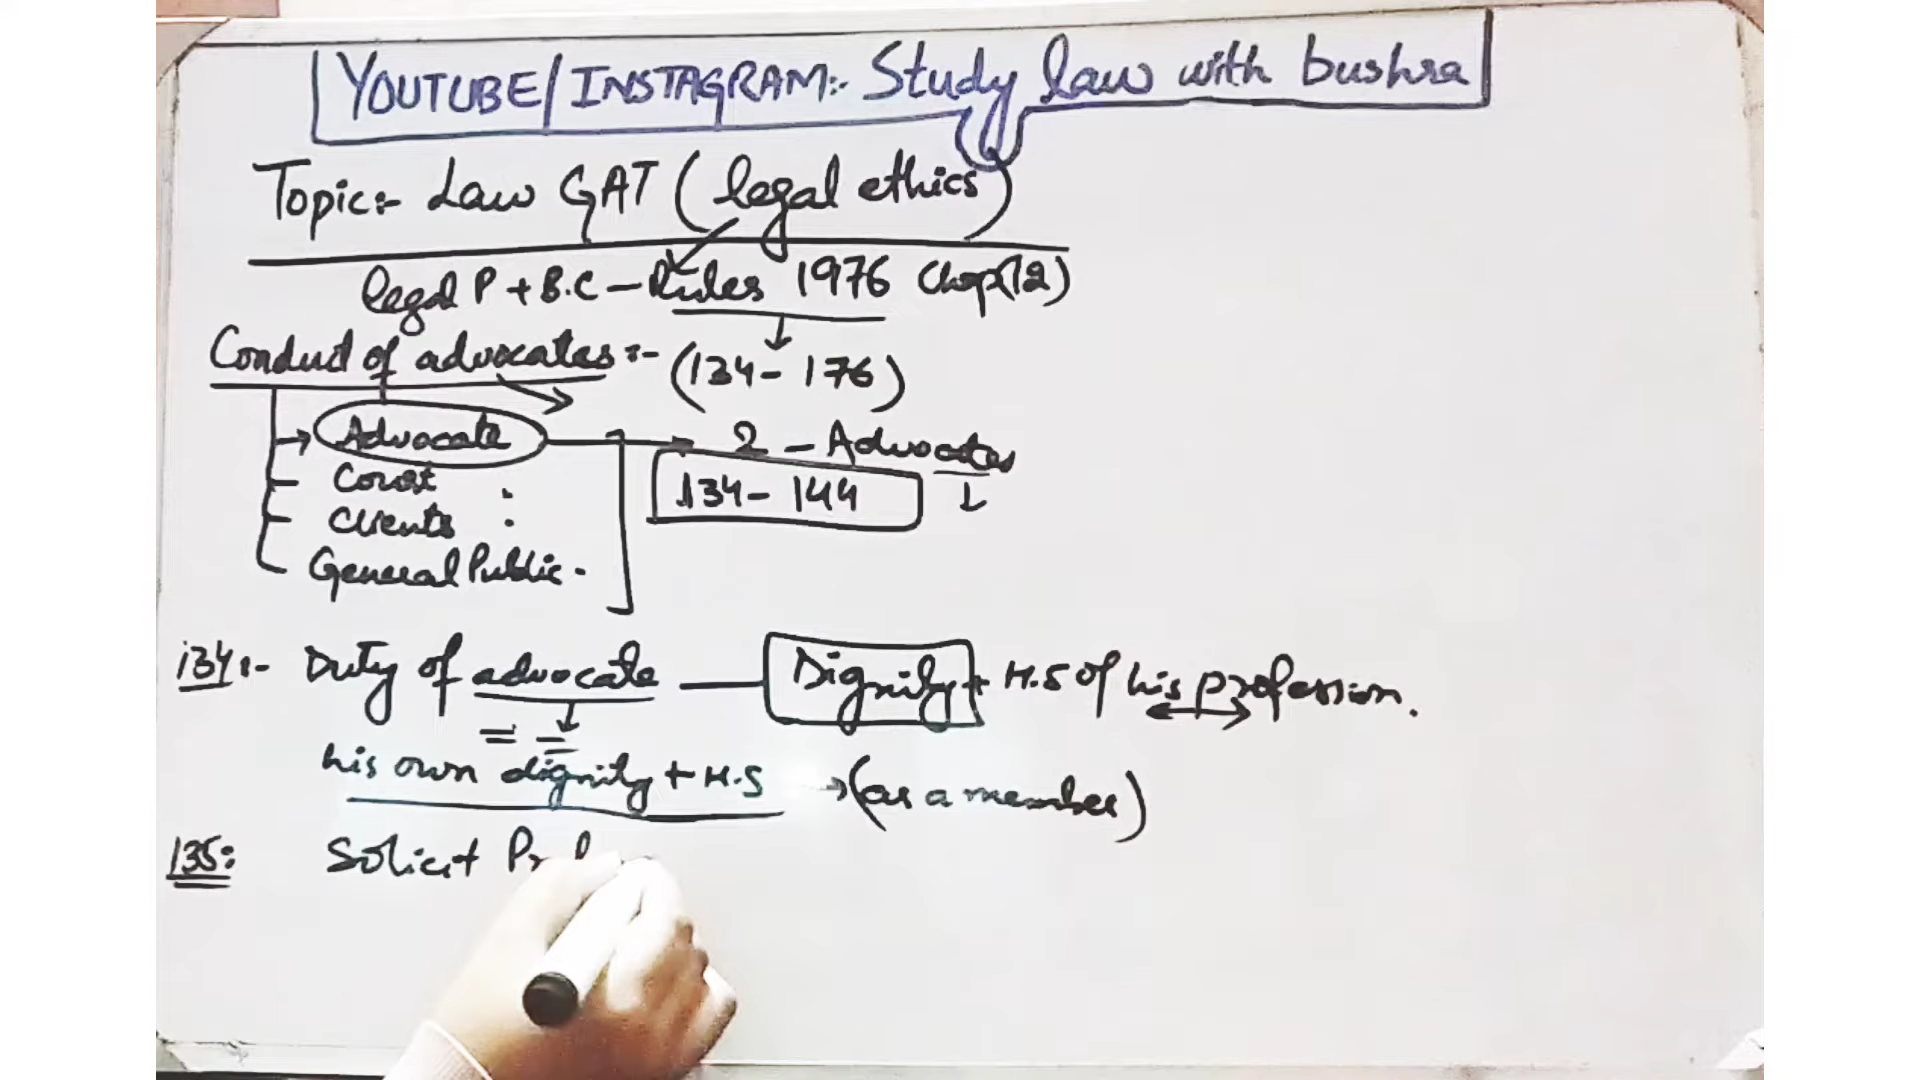 YOUTUBE/INSTAGRAM:- Study law with bushra
Topic:- Law GAT (legal ethics)
legal P + B.C - Rules 1976 Chap(12)
Conduct of advocates :- (134 - 176)
Advocate 2 - Advocates
Court 134 - 144
Clients
General Public.
134:- Duty of advocate — Dignity + H.S of his profession.
his own dignity + H.S → (as a member)
135: Solicit